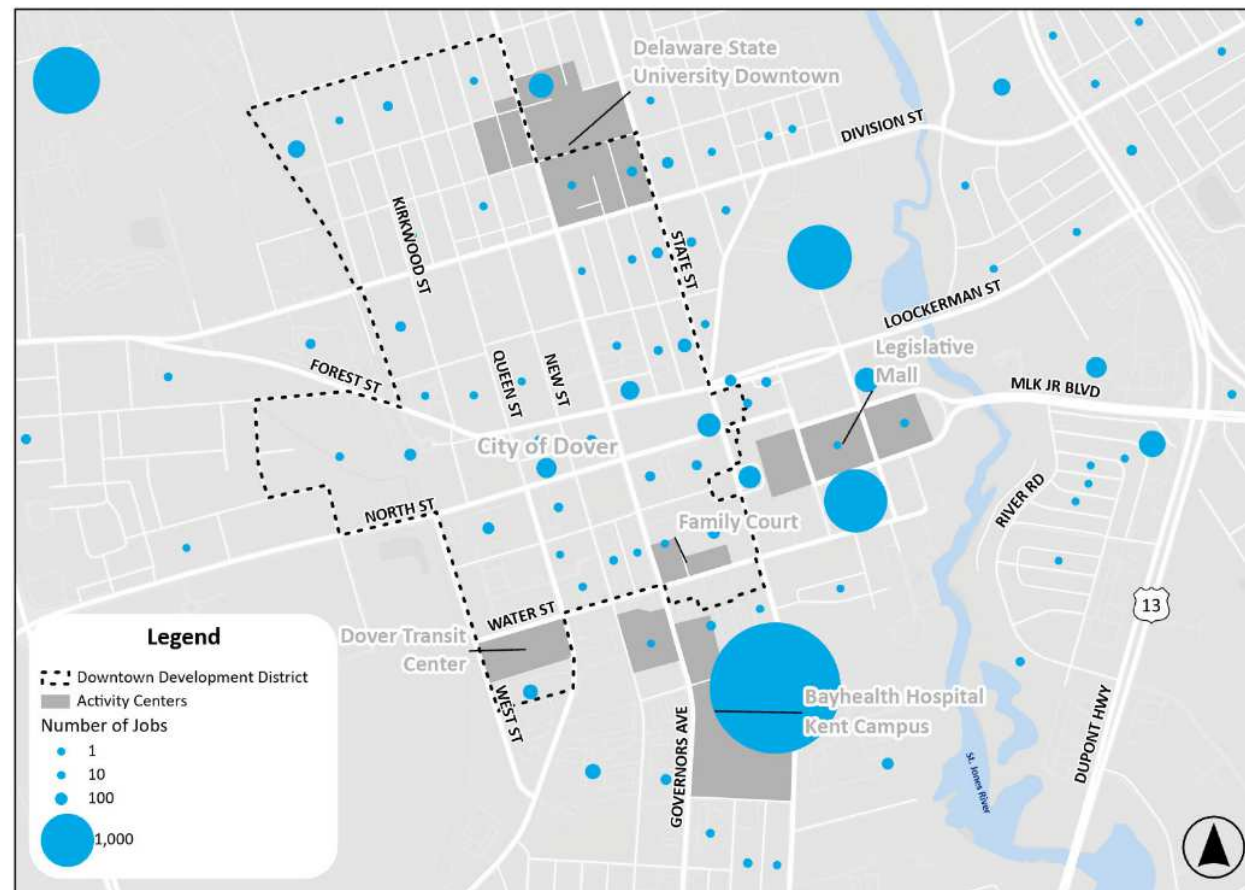 Delaware State
University Downtown
DIVISION ST
KIRKWOOD ST
STATE ST
LOOCKERMAN ST
Legislative
Mall
FOREST ST
QUEEN ST
NEW ST
MLK JR BLVD
City of Dover
NORTH ST
RIVER RD
Family Court
13
WATER ST
Dover Transit
Center
WEST ST
Bayhealth Hospital
Kent Campus
GOVERNORS AVE
DUPONT HWY
St. Jones River
Legend
Downtown Development District
Activity Centers
Number of Jobs
1
10
100
1,000